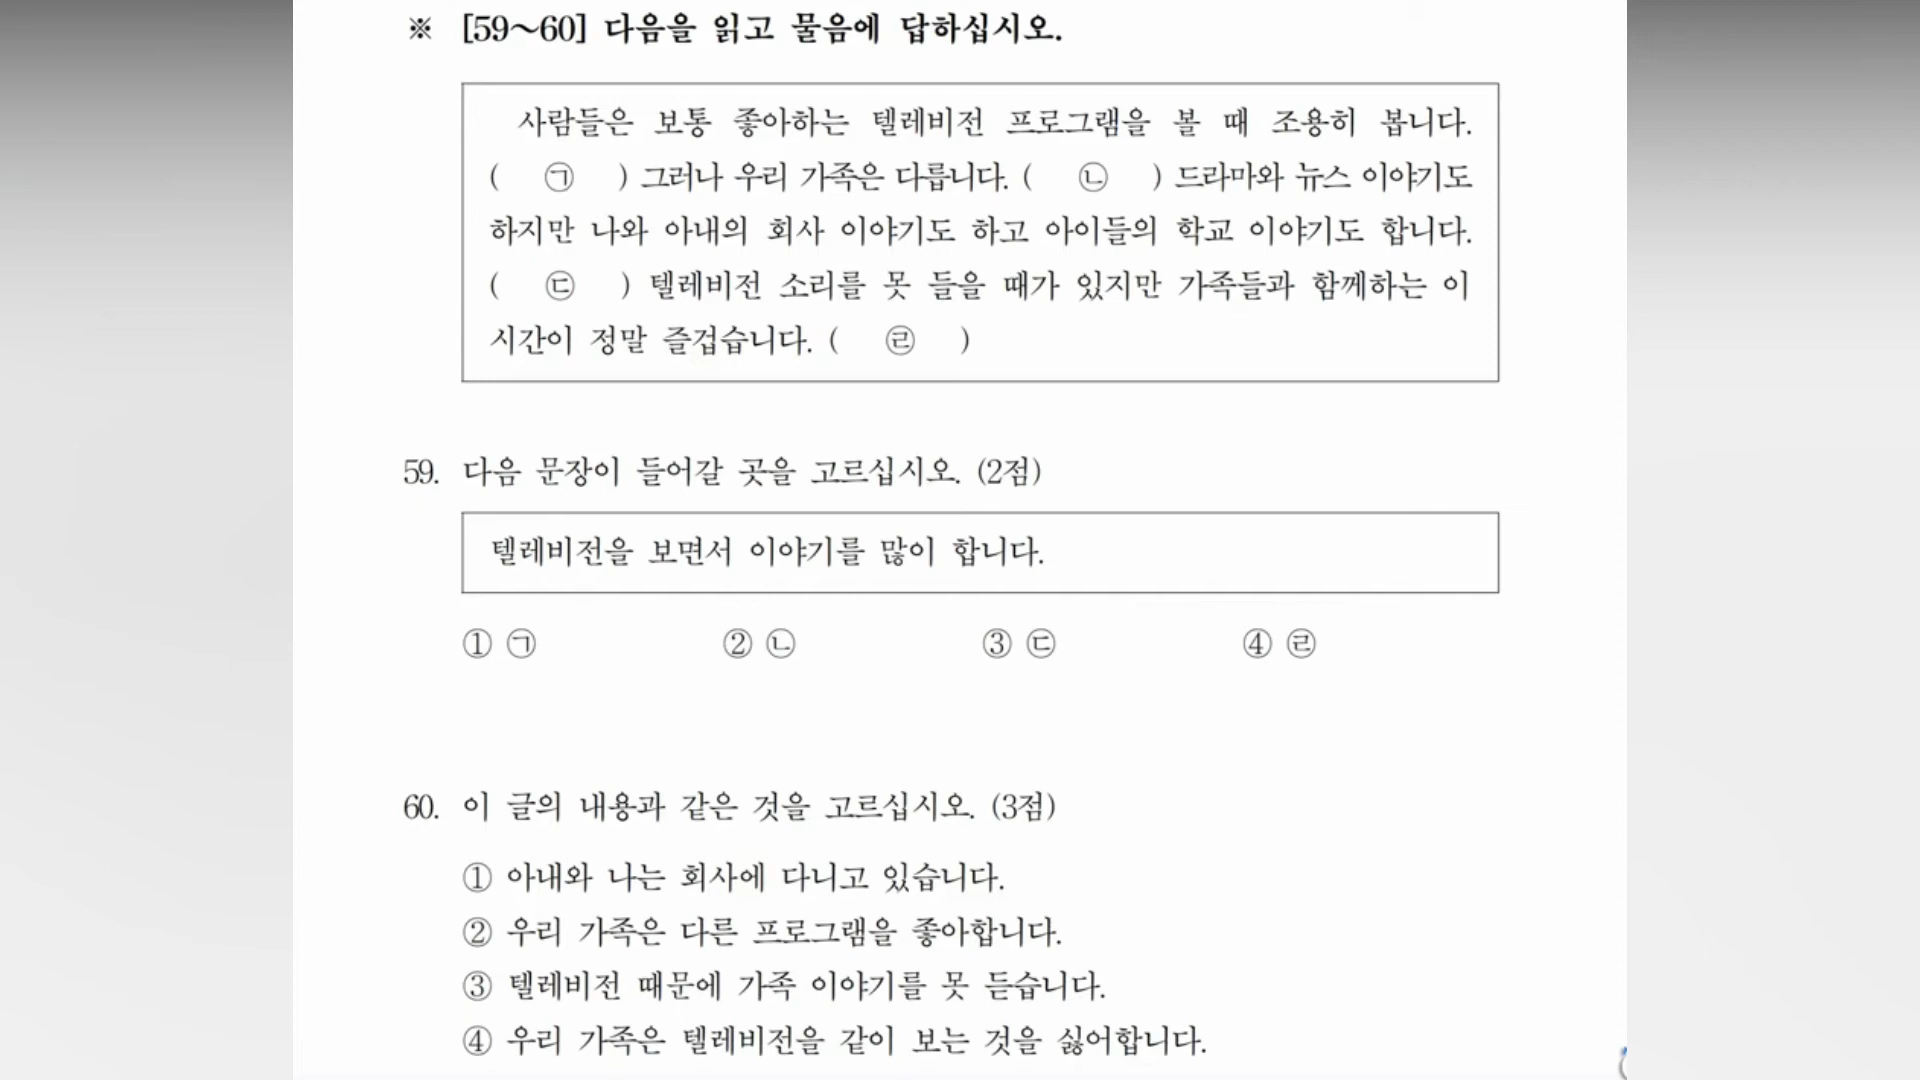 ※ [59～60] 다음을 읽고 물음에 답하십시오.
사람들은 보통 좋아하는 텔레비전 프로그램을 볼 때 조용히 봅니다.
( ㉠ ) 그러나 우리 가족은 다릅니다. ( ㉡ ) 드라마와 뉴스 이야기도
하지만 나와 아내의 회사 이야기도 하고 아이들의 학교 이야기도 합니다.
( ㉢ ) 텔레비전 소리를 못 들을 때가 있지만 가족들과 함께하는 이
시간이 정말 즐겁습니다. ( ㉣ )
59. 다음 문장이 들어갈 곳을 고르십시오. (2점)
텔레비전을 보면서 이야기를 많이 합니다.
① ㉠ ② ㉡ ③ ㉢ ④ ㉣
60. 이 글의 내용과 같은 것을 고르십시오. (3점)
① 아내와 나는 회사에 다니고 있습니다.
② 우리 가족은 다른 프로그램을 좋아합니다.
③ 텔레비전 때문에 가족 이야기를 못 듣습니다.
④ 우리 가족은 텔레비전을 같이 보는 것을 싫어합니다.